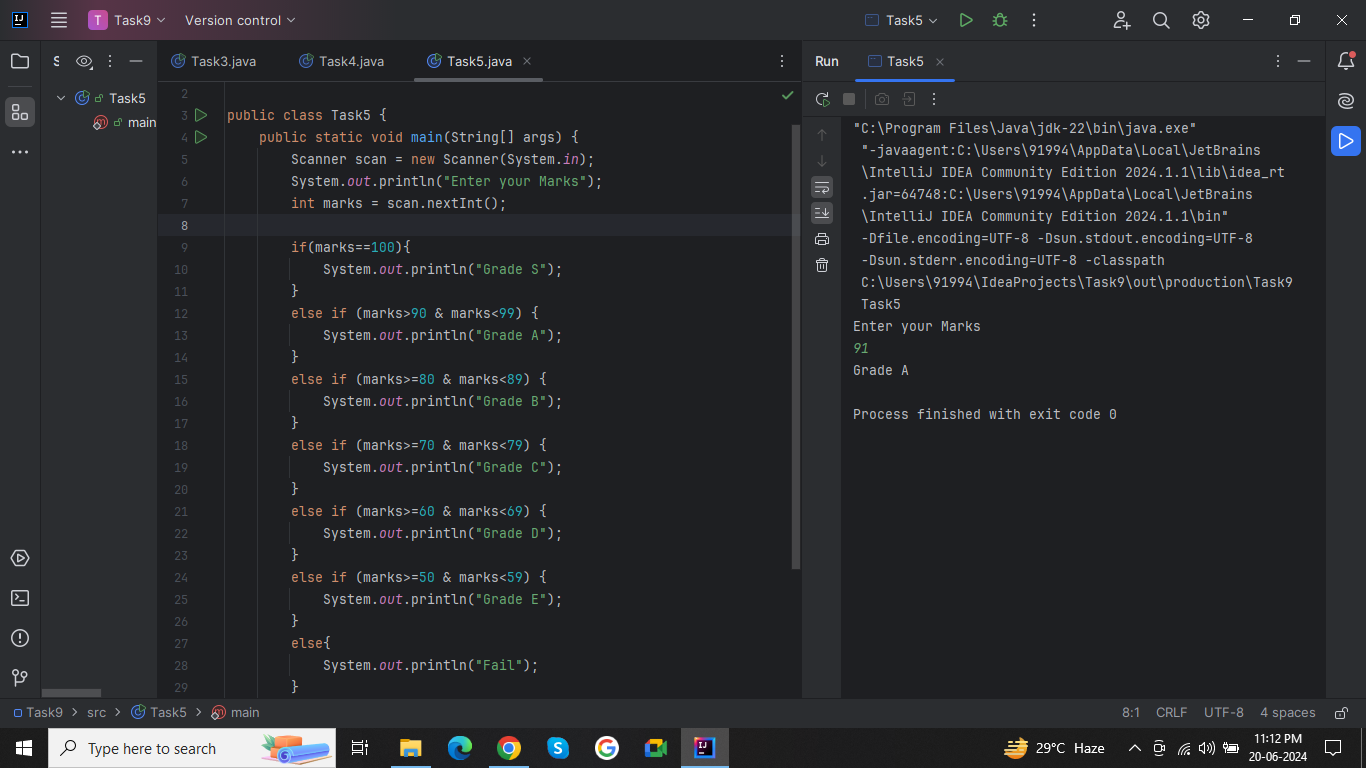 Task9
Version control
Task5
S
Task3.java
Task4.java
Task5.java
Run
Task5
Task5
main
2
3 public class Task5 {
4 public static void main(String[] args) {
5 Scanner scan = new Scanner(System.in);
6 System.out.println("Enter your Marks");
7 int marks = scan.nextInt();
8
9 if(marks==100){
10 System.out.println("Grade S");
11 }
12 else if (marks>90 & marks<99) {
13 System.out.println("Grade A");
14 }
15 else if (marks>=80 & marks<89) {
16 System.out.println("Grade B");
17 }
18 else if (marks>=70 & marks<79) {
19 System.out.println("Grade C");
20 }
21 else if (marks>=60 & marks<69) {
22 System.out.println("Grade D");
23 }
24 else if (marks>=50 & marks<59) {
25 System.out.println("Grade E");
26 }
27 else{
28 System.out.println("Fail");
29 }
"C:\Program Files\Java\jdk-22\bin\java.exe"
"-javaagent:C:\Users\91994\AppData\Local\JetBrains
\IntelliJ IDEA Community Edition 2024.1.1\lib\idea_rt
.jar=64748:C:\Users\91994\AppData\Local\JetBrains
\IntelliJ IDEA Community Edition 2024.1.1\bin"
-Dfile.encoding=UTF-8 -Dsun.stdout.encoding=UTF-8
-Dsun.stderr.encoding=UTF-8 -classpath
C:\Users\91994\IdeaProjects\Task9\out\production\Task9
Task5
Enter your Marks
91
Grade A
Process finished with exit code 0
Task9 > src > Task5 > main
8:1 CRLF UTF-8 4 spaces
Type here to search
29°C Haze
11:12 PM
20-06-2024